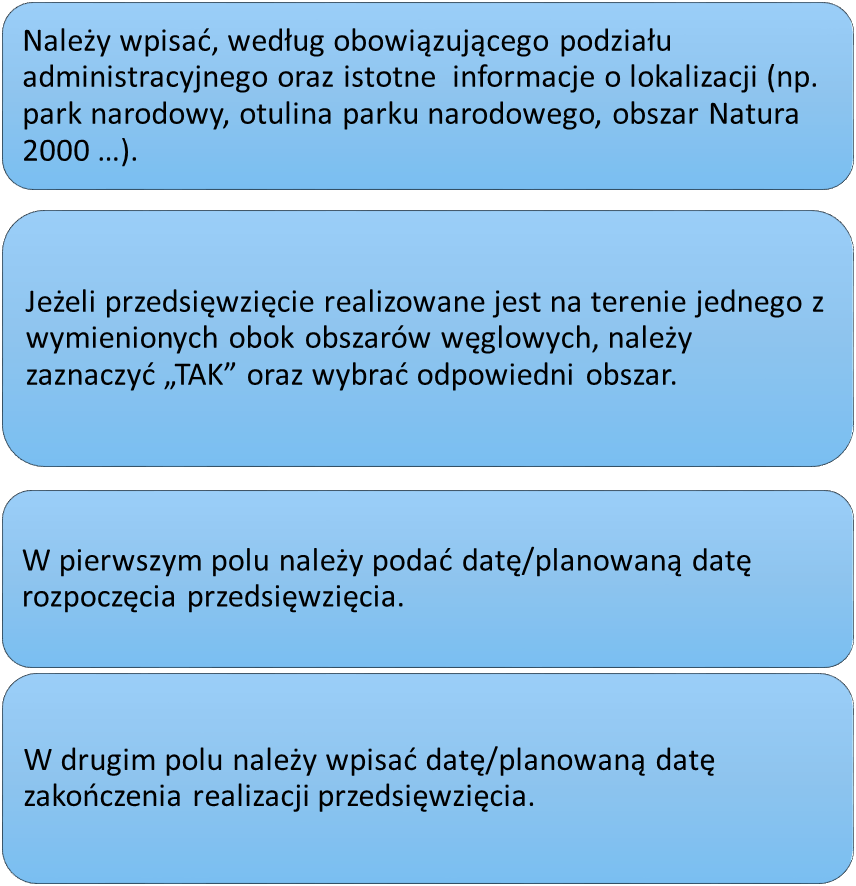 Należy wpisać, według obowiązującego podziału
administracyjnego oraz istotne  informacje o lokalizacji (np.
park narodowy, otulina parku narodowego, obszar Natura
2000 …).
Jeżeli przedsięwzięcie realizowane jest na terenie jednego z
wymienionych obok obszarów węglowych, należy
zaznaczyć „TAK” oraz wybrać odpowiedni obszar.
W pierwszym polu należy podać datę/planowaną datę
rozpoczęcia przedsięwzięcia.
W drugim polu należy wpisać datę/planowaną datę
zakończenia realizacji przedsięwzięcia.